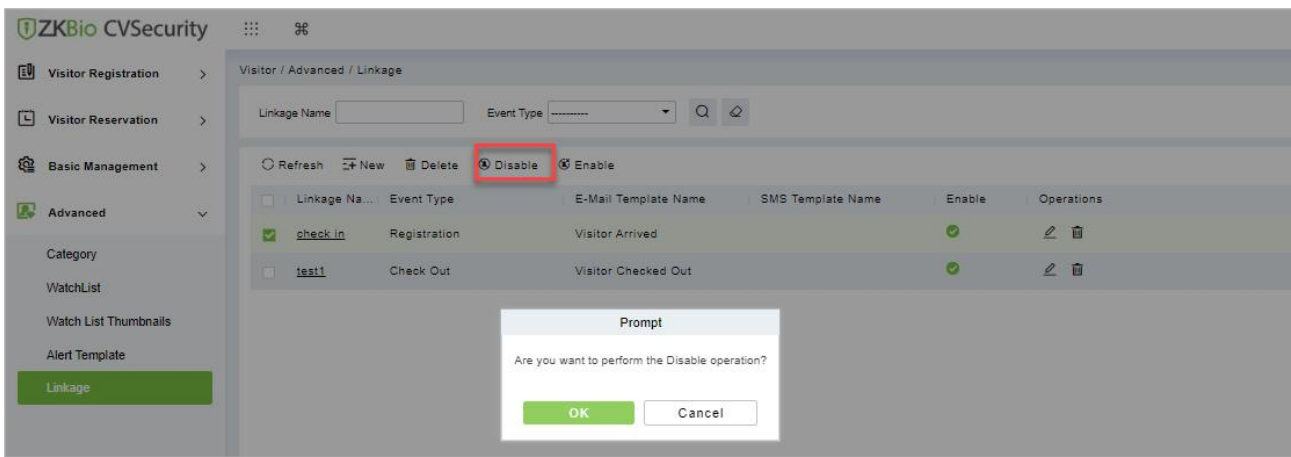 ZKBio CVSecurity
Visitor Registration
Visitor Reservation
Basic Management
Advanced
Category
WatchList
Watch List Thumbnails
Alert Template
Linkage
Visitor / Advanced / Linkage
Linkage Name Event Type ----------
Refresh New Delete Disable Enable
Linkage Na... Event Type E-Mail Template Name SMS Template Name Enable Operations
check in Registration Visitor Arrived
test1 Check Out Visitor Checked Out
Prompt
Are you want to perform the Disable operation?
OK Cancel